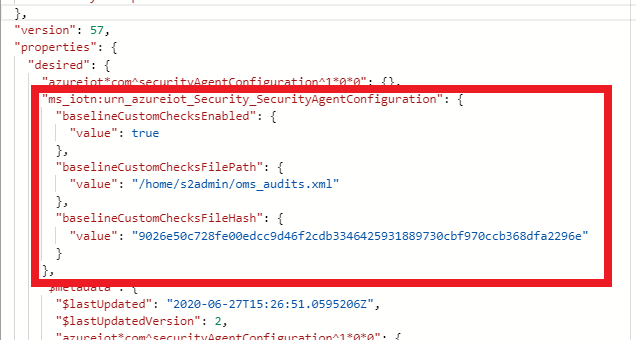 },
"version": 57,
"properties": {
"desired": {
"azureiot*com^securityAgentConfiguration^1*0*0": {},
"ms_iotn:urn_azureiot_Security_SecurityAgentConfiguration": {
"baselineCustomChecksEnabled": {
"value": true
},
"baselineCustomChecksFilePath": {
"value": "/home/s2admin/oms_audits.xml"
},
"baselineCustomChecksFileHash": {
"value": "9026e50c728fe00edcc9d46f2cdb3346425931889730cbf970ccb368dfa2296e"
}
},
"$metadata": {
"$lastUpdated": "2020-06-27T15:26:51.0595206Z",
"$lastUpdatedVersion": 2,
"azureiot*com^securityAgentConfiguration^1*0*0": {